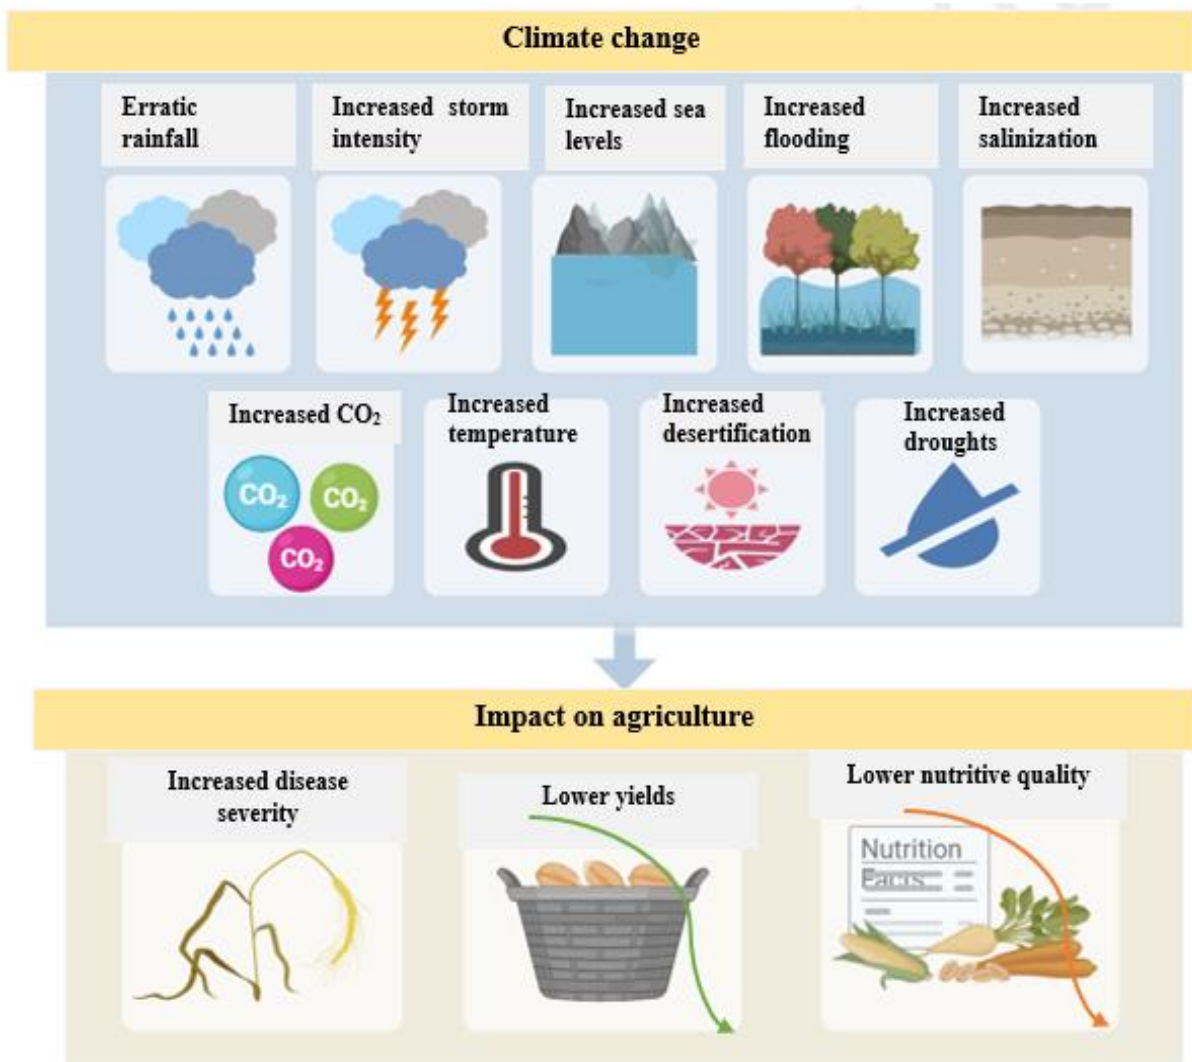 Climate change
Erratic
rainfall
Increased storm
intensity
Increased sea
levels
Increased
flooding
Increased
salinization
Increased CO₂
CO₂
CO₂
CO₂
Increased
temperature
Increased
desertification
Increased
droughts
Impact on agriculture
Increased disease
severity
Lower yields
Lower nutritive quality
Nutrition
Facts